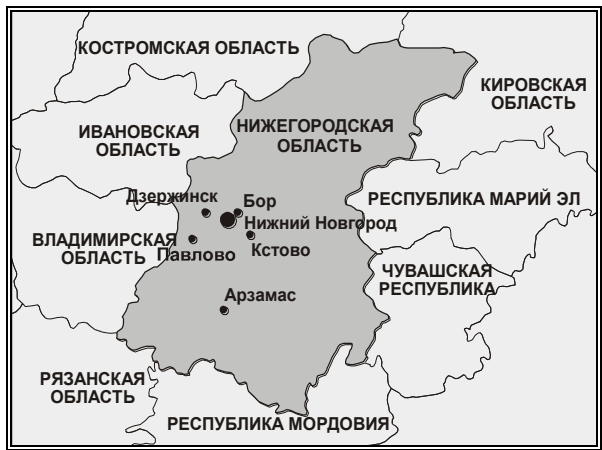 КОСТРОМСКАЯ ОБЛАСТЬ
КИРОВСКАЯ
ОБЛАСТЬ
ИВАНОВСКАЯ
ОБЛАСТЬ
НИЖЕГОРОДСКАЯ
ОБЛАСТЬ
Дзержинск
Бор
РЕСПУБЛИКА МАРИЙ ЭЛ
Нижний Новгород
ВЛАДИМИРСКАЯ
ОБЛАСТЬ
Павлово
Кстово
ЧУВАШСКАЯ
РЕСПУБЛИКА
Арзамас
РЯЗАНСКАЯ
ОБЛАСТЬ
РЕСПУБЛИКА МОРДОВИЯ